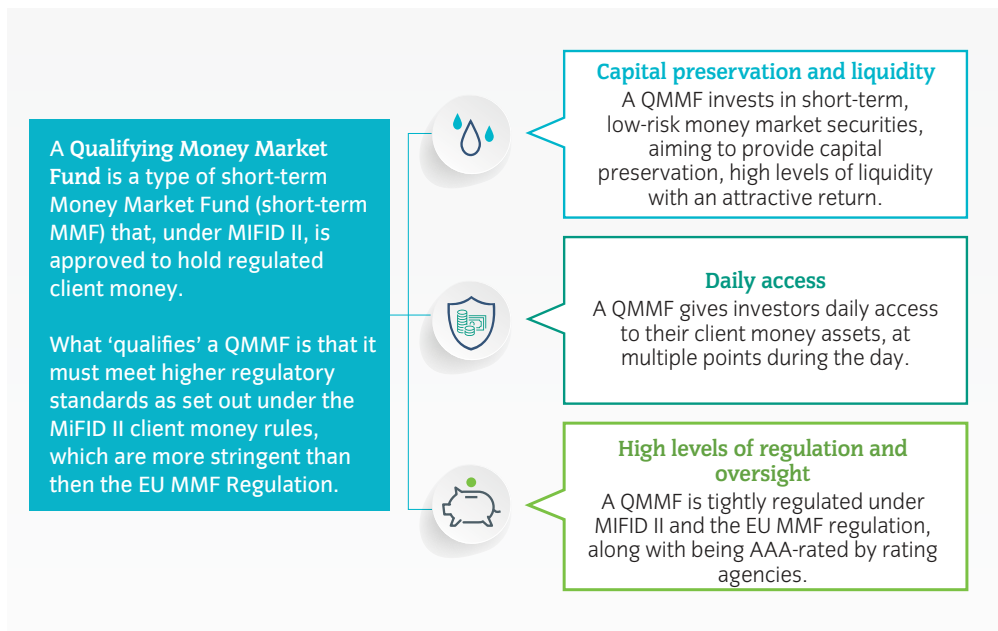 A Qualifying Money Market
Fund is a type of short-term
Money Market Fund (short-term
MMF) that, under MIFID II, is
approved to hold regulated
client money.
What ‘qualifies’ a QMMF is that it
must meet higher regulatory
standards as set out under the
MiFID II client money rules,
which are more stringent than
then the EU MMF Regulation.
Capital preservation and liquidity
A QMMF invests in short-term,
low-risk money market securities,
aiming to provide capital
preservation, high levels of liquidity
with an attractive return.
Daily access
A QMMF gives investors daily access
to their client money assets, at
multiple points during the day.
High levels of regulation and
oversight
A QMMF is tightly regulated under
MIFID II and the EU MMF regulation,
along with being AAA-rated by rating
agencies.